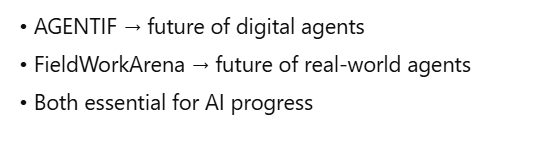 • AGENTIF → future of digital agents
• FieldWorkArena → future of real-world agents
• Both essential for AI progress